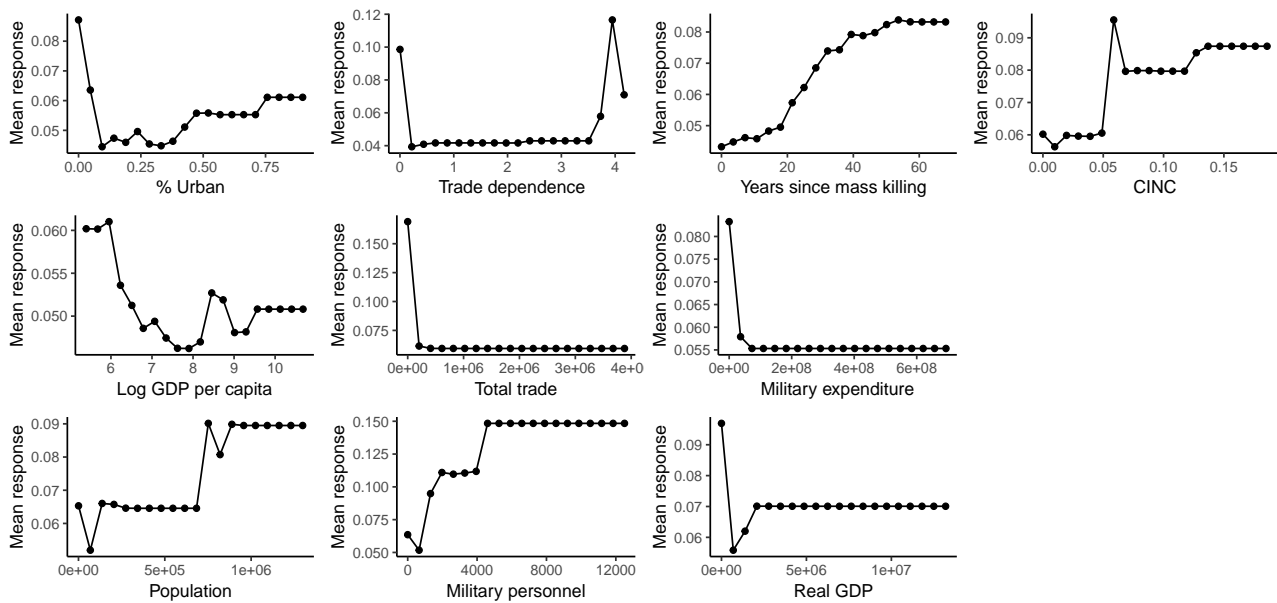 Mean response
0.08
0.07
0.06
0.05
0.00 0.25 0.50 0.75
% Urban
Mean response
0.12
0.10
0.08
0.06
0.04
0 1 2 3 4
Trade dependence
Mean response
0.08
0.07
0.06
0.05
0 20 40 60
Years since mass killing
Mean response
0.09
0.08
0.07
0.06
0.00 0.05 0.10 0.15
CINC
Mean response
0.060
0.055
0.050
6 7 8 9 10
Log GDP per capita
Mean response
0.150
0.125
0.100
0.075
0e+00 1e+06 2e+06 3e+06 4e+0
Total trade
Mean response
0.080
0.075
0.070
0.065
0.060
0.055
0e+00 2e+08 4e+08 6e+08
Military expenditure
Mean response
0.09
0.08
0.07
0.06
0e+00 5e+05 1e+06
Population
Mean response
0.150
0.125
0.100
0.075
0.050
0 4000 8000 12000
Military personnel
Mean response
0.09
0.08
0.07
0.06
0e+00 5e+06 1e+07
Real GDP